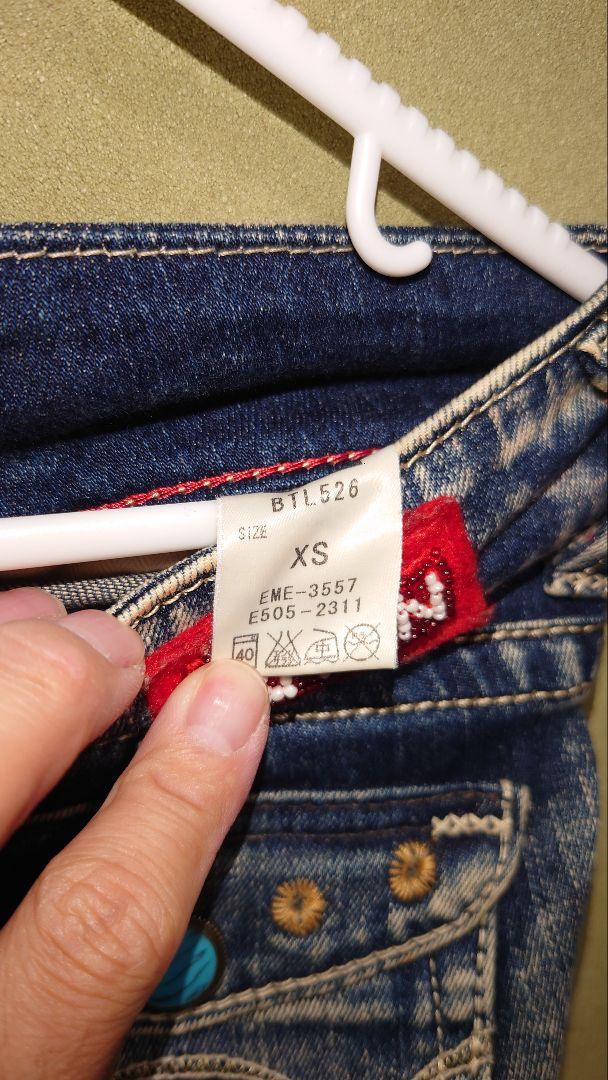 BTL526
SIZE
XS
EME-3557
E505-2311
40